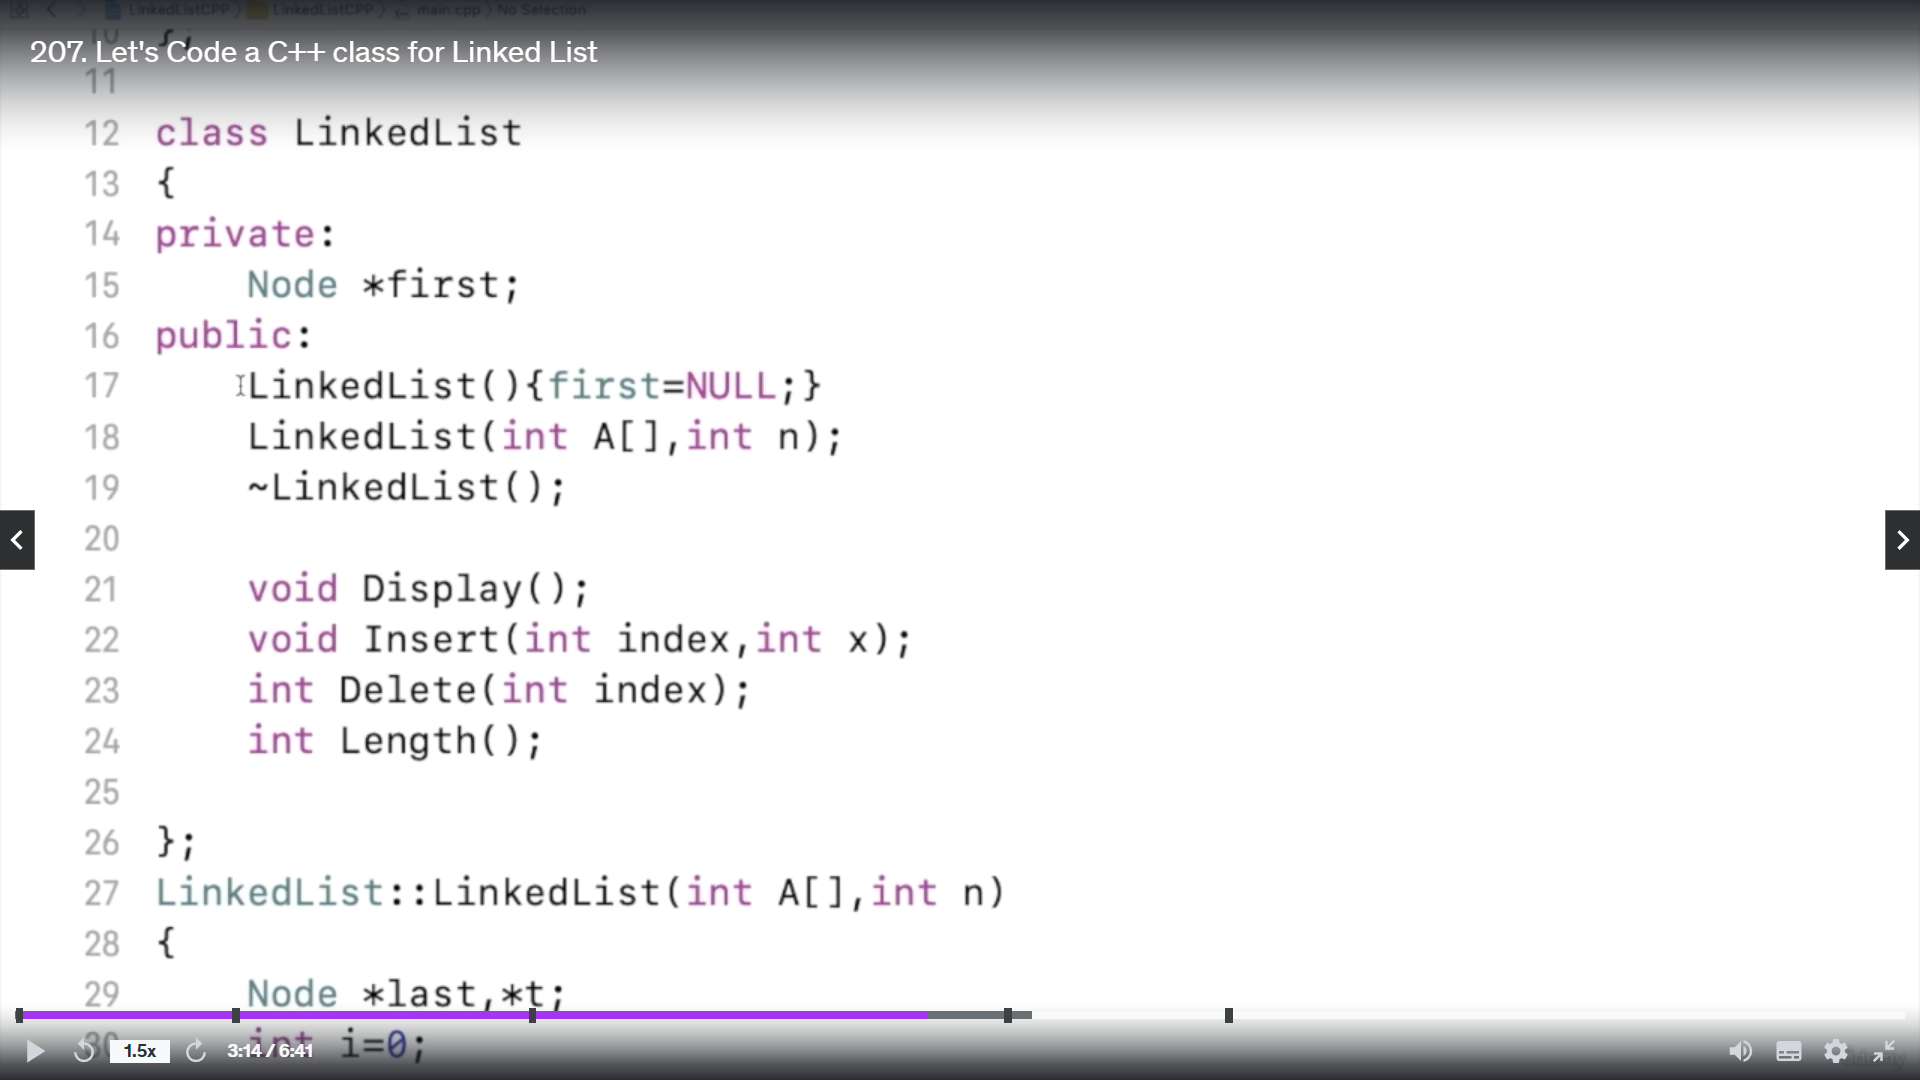 LinkedListCPP LinkedListCPP main.cpp No Selection
207. Let's Code a C++ class for Linked List
10 };
11
12 class LinkedList
13 {
14 private:
15 Node *first;
16 public:
17 LinkedList(){first=NULL;}
18 LinkedList(int A[],int n);
19 ~LinkedList();
20
21 void Display();
22 void Insert(int index,int x);
23 int Delete(int index);
24 int Length();
25
26 };
27 LinkedList::LinkedList(int A[],int n)
28 {
29 Node *last,*t;
30 int i=0;
1.5x 3:14 / 6:41